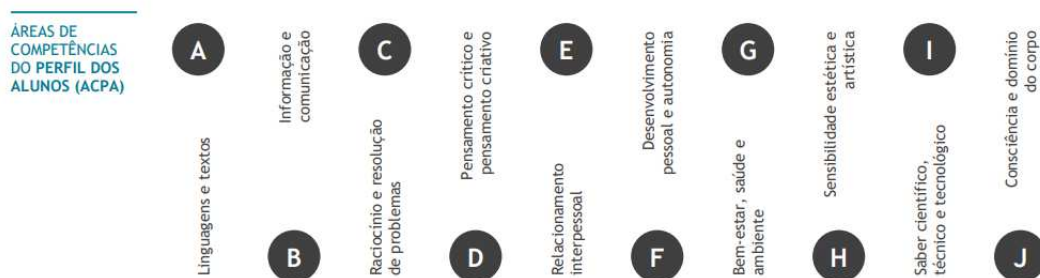 ÁREAS DE
COMPETÊNCIAS
DO PERFIL DOS
ALUNOS (ACPA)
A
Linguagens e textos
Informação e
comunicação
B
C
Raciocínio e resolução
de problemas
Pensamento crítico e
pensamento criativo
D
E
Relacionamento
interpessoal
Desenvolvimento
pessoal e autonomia
F
G
Bem-estar, saúde e
ambiente
Sensibilidade estética e
artística
H
I
Saber científico,
técnico e tecnológico
Consciência e domínio
do corpo
J